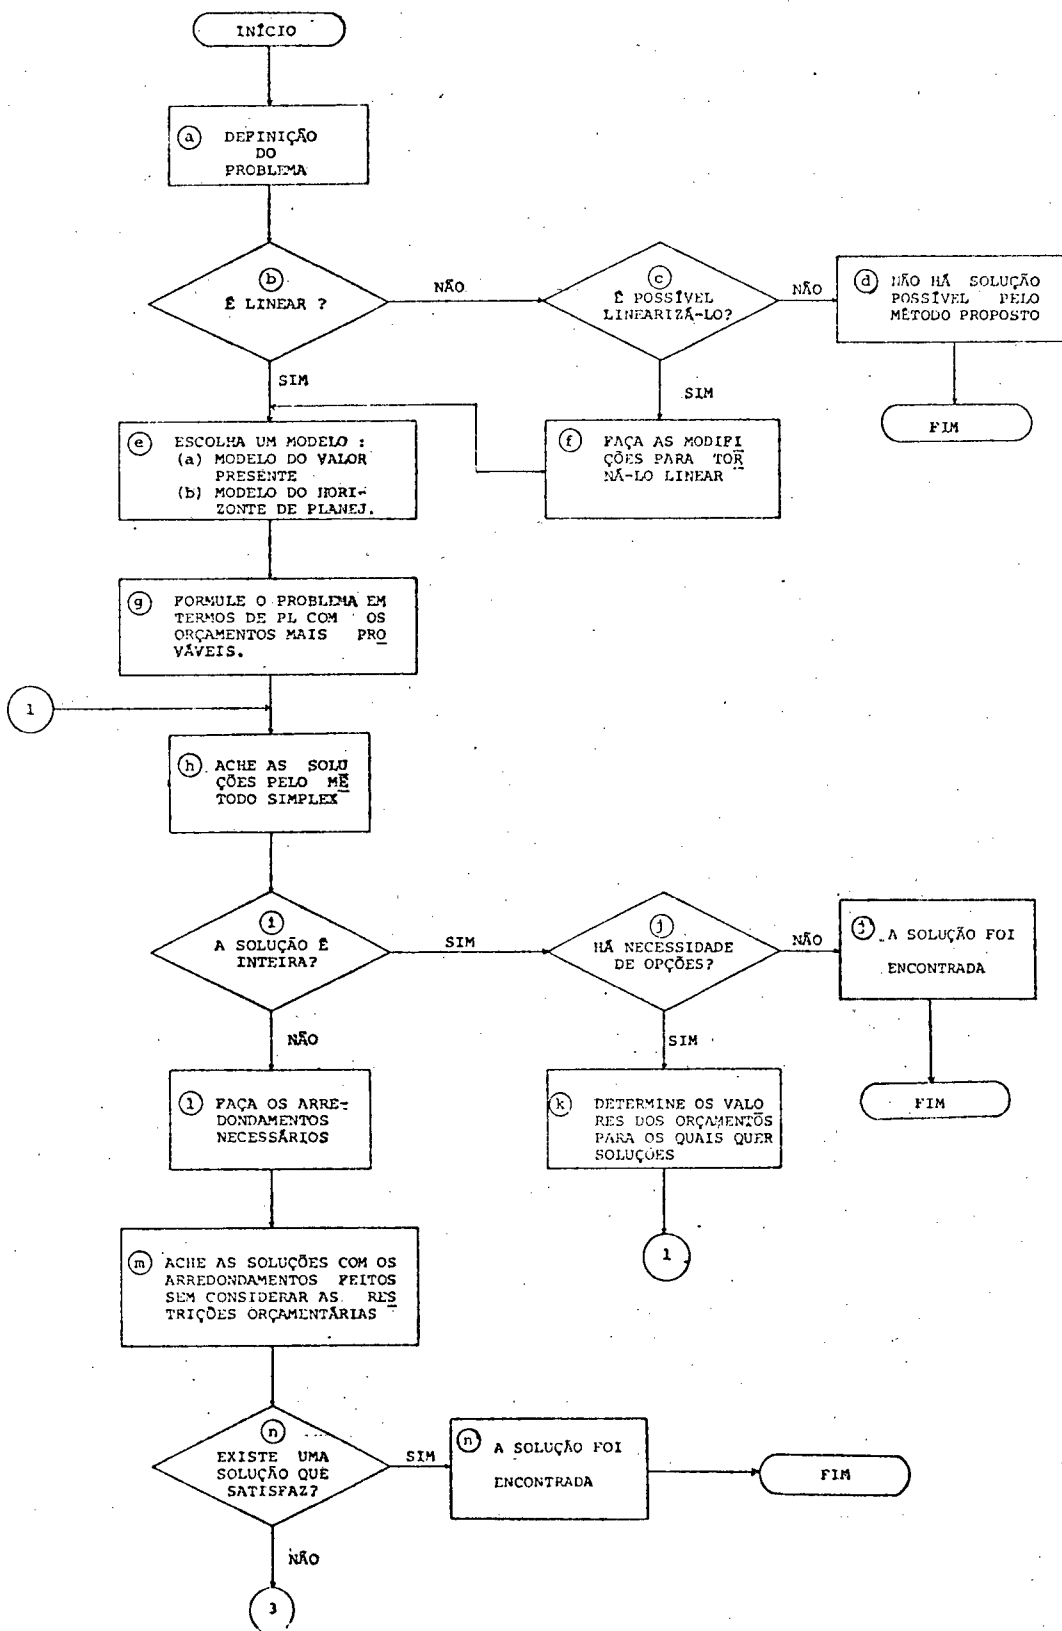 INÍCIO
a DEFINIÇÃO
DO
PROBLEMA
b
É LINEAR ?
NÃO
c
É POSSÍVEL
LINEARIZÁ-LO?
NÃO
d NÃO HÁ SOLUÇÃO
POSSÍVEL PELO
MÉTODO PROPOSTO
FIM
SIM
SIM
e ESCOLHA UM MODELO :
(a) MODELO DO VALOR
PRESENTE
(b) MODELO DO HORI-
ZONTE DE PLANEJ.
f FAÇA AS MODIFI
ÇÕES PARA TOR
NÁ-LO LINEAR
g FORMULE O PROBLEMA EM
TERMOS DE PL COM OS
ORÇAMENTOS MAIS PRO
VÁVEIS.
1
h ACHE AS SOLU
ÇÕES PELO MÉ
TODO SIMPLEX
i
A SOLUÇÃO É
INTEIRA?
SIM
j
HÁ NECESSIDADE
DE OPÇÕES?
NÃO
j A SOLUÇÃO FOI
ENCONTRADA
FIM
NÃO
SIM
l FAÇA OS ARRE-
DONDAMENTOS
NECESSÁRIOS
k DETERMINE OS VALO
RES DOS ORÇAMENTOS
PARA OS QUAIS QUER
SOLUÇÕES
1
m ACHE AS SOLUÇÕES COM OS
ARREDONDAMENTOS FEITOS
SEM CONSIDERAR AS RES
TRIÇÕES ORÇAMENTÁRIAS
n
EXISTE UMA
SOLUÇÃO QUE
SATISFAZ?
SIM
n A SOLUÇÃO FOI
ENCONTRADA
FIM
NÃO
3